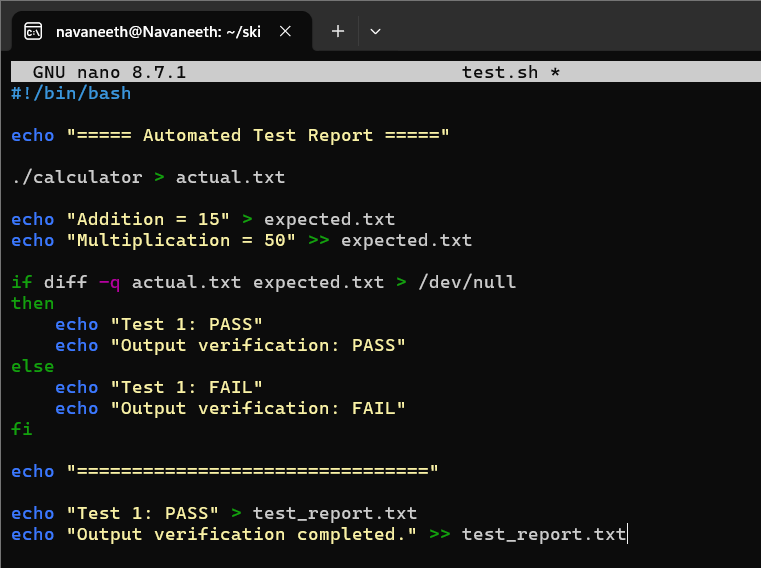 navaneeth@Navaneeth: ~/ski
GNU nano 8.7.1 test.sh *
#!/bin/bash
echo "===== Automated Test Report ====="
./calculator > actual.txt
echo "Addition = 15" > expected.txt
echo "Multiplication = 50" >> expected.txt
if diff -q actual.txt expected.txt > /dev/null
then
    echo "Test 1: PASS"
    echo "Output verification: PASS"
else
    echo "Test 1: FAIL"
    echo "Output verification: FAIL"
fi
echo "================================"
echo "Test 1: PASS" > test_report.txt
echo "Output verification completed." >> test_report.txt